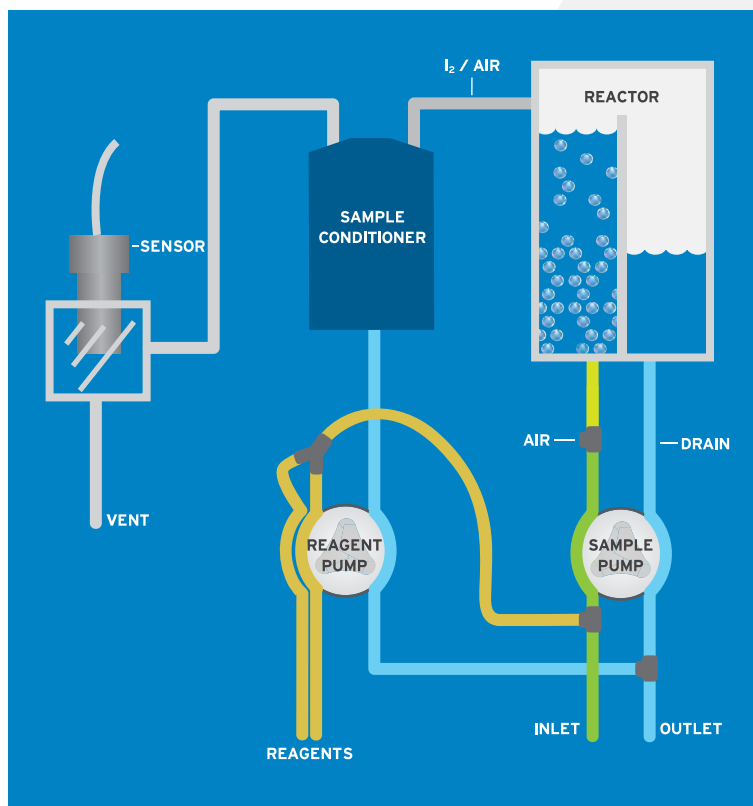 I₂ / AIR
REACTOR
SAMPLE
CONDITIONER
SENSOR
AIR
DRAIN
VENT
REAGENT
PUMP
SAMPLE
PUMP
INLET
OUTLET
REAGENTS